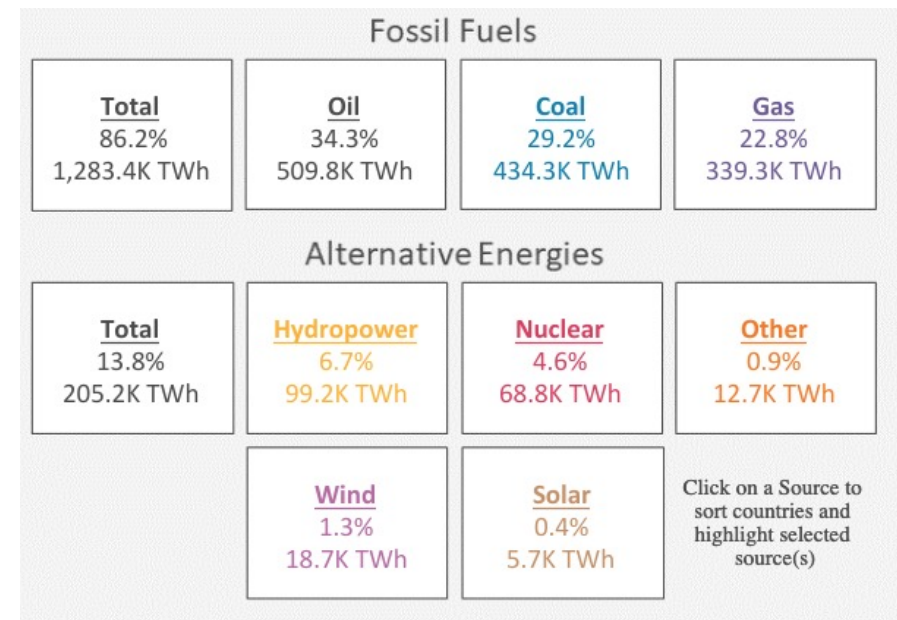 Fossil Fuels
Total
86.2%
1,283.4K TWh
Oil
34.3%
509.8K TWh
Coal
29.2%
434.3K TWh
Gas
22.8%
339.3K TWh
Alternative Energies
Total
13.8%
205.2K TWh
Hydropower
6.7%
99.2K TWh
Nuclear
4.6%
68.8K TWh
Other
0.9%
12.7K TWh
Wind
1.3%
18.7K TWh
Solar
0.4%
5.7K TWh
Click on a Source to
sort countries and
highlight selected
source(s)